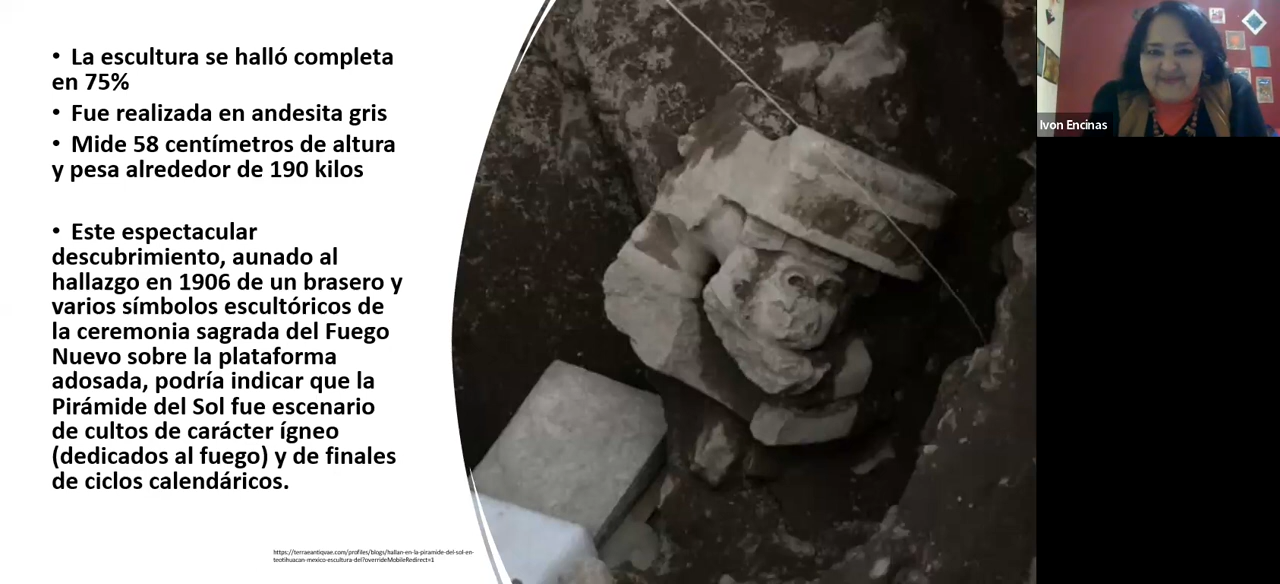 • La escultura se halló completa
en 75%
• Fue realizada en andesita gris
• Mide 58 centímetros de altura
y pesa alrededor de 190 kilos
• Este espectacular
descubrimiento, aunado al
hallazgo en 1906 de un brasero y
varios símbolos escultóricos de
la ceremonia sagrada del Fuego
Nuevo sobre la plataforma
adosada, podría indicar que la
Pirámide del Sol fue escenario
de cultos de carácter ígneo
(dedicados al fuego) y de finales
de ciclos calendáricos.
https://terraeantiqvae.com/profiles/blogs/hallan-en-la-piramide-del-sol-en-
teotihuacan-mexico-escultura-del?overrideMobileRedirect=1
Ivon Encinas